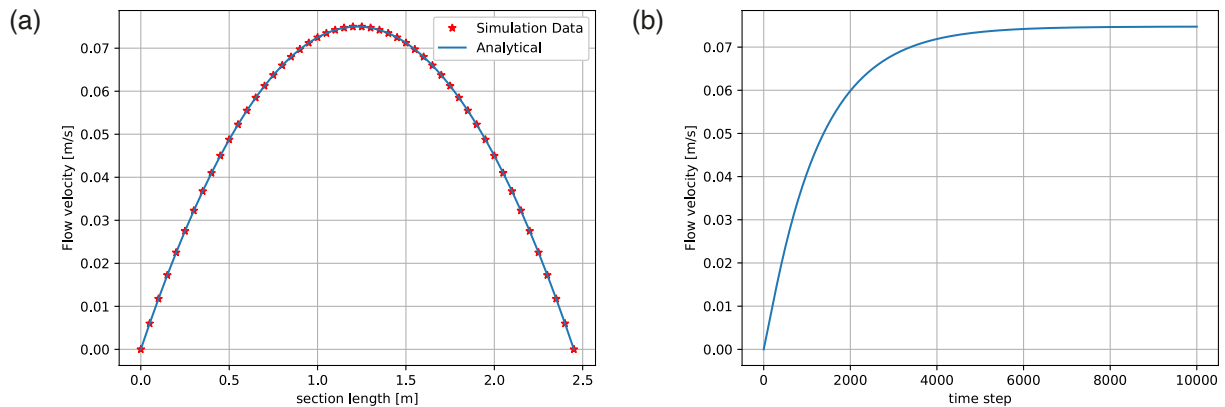 (a)
Flow velocity [m/s]
0.07
0.06
0.05
0.04
0.03
0.02
0.01
0.00
Simulation Data
Analytical
0.0 0.5 1.0 1.5 2.0 2.5
section length [m]
(b)
Flow velocity [m/s]
0.07
0.06
0.05
0.04
0.03
0.02
0.01
0.00
0 2000 4000 6000 8000 10000
time step